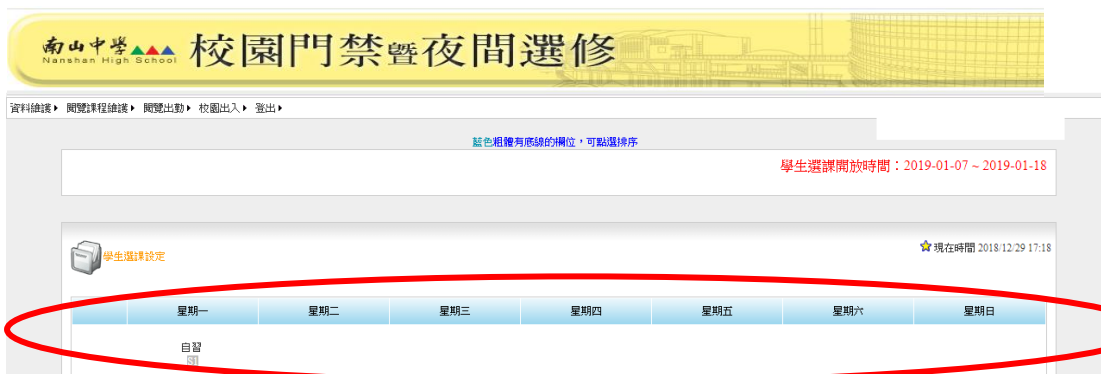 南山中學 校園門禁暨夜間選修
Nanshan High School
資料維護 閱覽課程維護 閱覽出勤 校園出入 登出
藍色粗體有底線的欄位，可點選排序
學生選課開放時間：2019-01-07 ~ 2019-01-18
學生選課設定
現在時間 2018/12/29 17:18
星期一 星期二 星期三 星期四 星期五 星期六 星期日
自習
S1